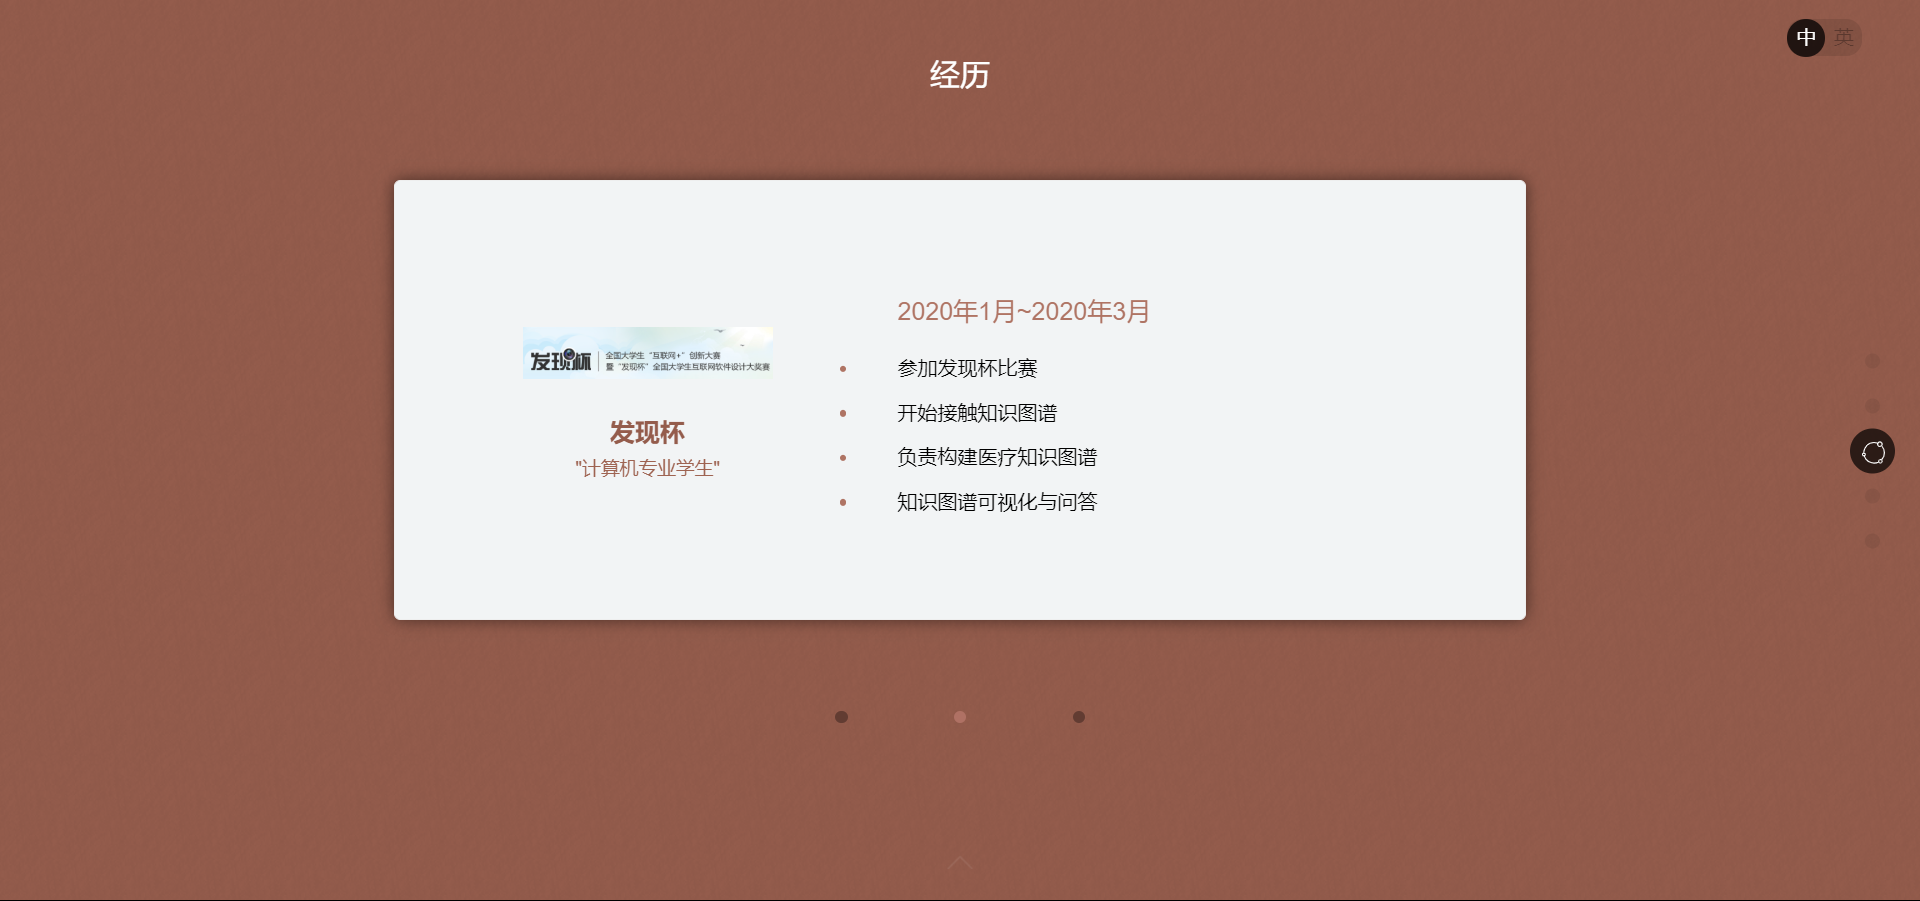 中 英
经历
2020年1月~2020年3月
发现杯
全国大学生“互联网+”创新大赛
暨“发现杯”全国大学生互联网软件设计大奖赛
参加发现杯比赛
开始接触知识图谱
发现杯
负责构建医疗知识图谱
"计算机专业学生"
知识图谱可视化与问答